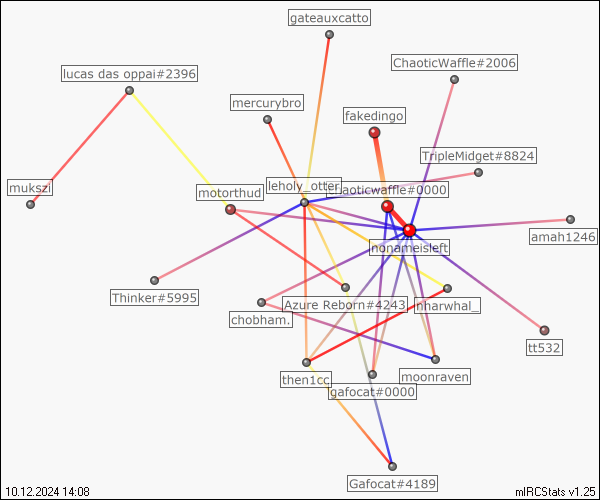 gateauxcatto
ChaoticWaffle#2006
lucas das oppai#2396
mercurybro
fakedingo
TripleMidget#8824
mukszi
motorthud
leholy_otter
chaoticwaffle#0000
amah1246
nonameisleft
Thinker#5995
chobham.
Azure Reborn#4243
nharwhal_
tt532
then1cc
gafocat#0000
moonraven
Gafocat#4189
10.12.2024 14:08
mIRCStats v1.25